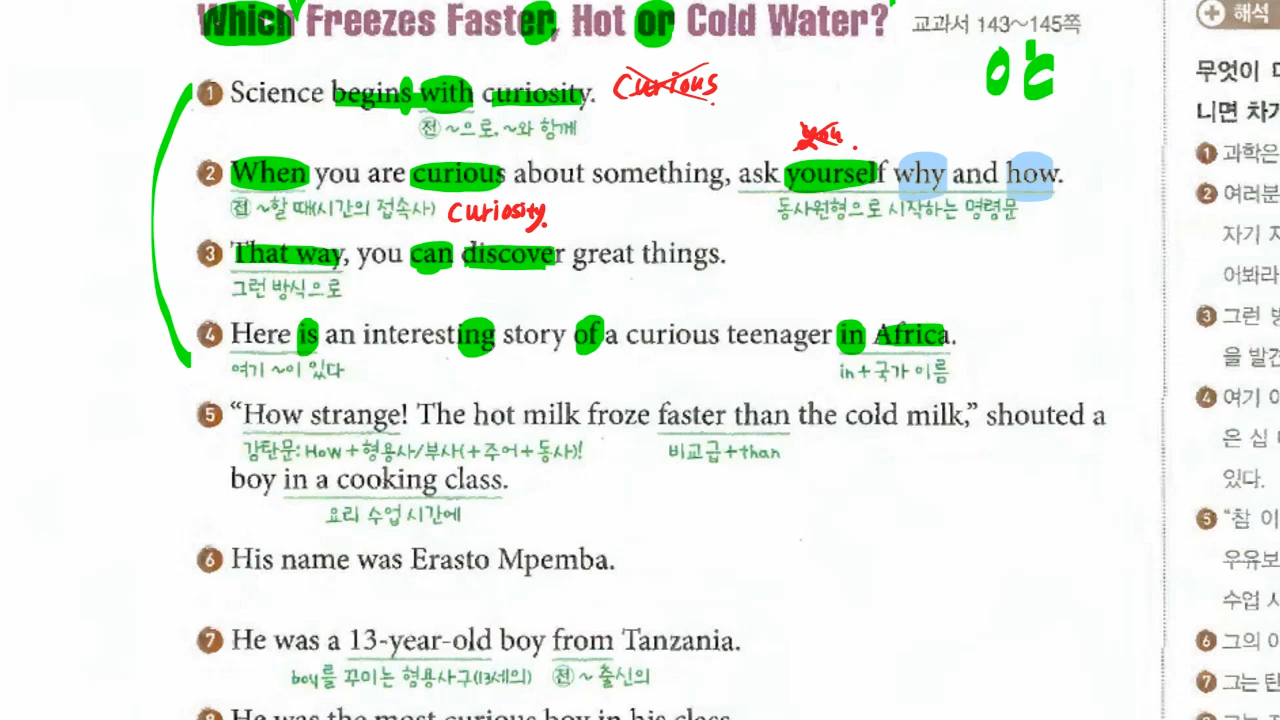 Which Freezes Faster, Hot or Cold Water? 교과서 143~145쪽
해석
암
무엇이
니면 차가
1 Science begins with curiosity. curious
전 ~으로, ~와 함께
you.
2 When you are curious about something, ask yourself why and how.
전 ~할 때(시간의 접속사) curiosity. 동사원형으로 시작하는 명령문
3 That way, you can discover great things.
그런 방식으로
4 Here is an interesting story of a curious teenager in Africa.
여기 ~이 있다 in+국가 이름
5 “How strange! The hot milk froze faster than the cold milk,” shouted a
감탄문: How+형용사/부사(+주어+동사)! 비교급+than
boy in a cooking class.
요리 수업 시간에
6 His name was Erasto Mpemba.
7 He was a 13-year-old boy from Tanzania.
boy를 꾸미는 형용사구(13세의) 전 ~ 출신의
8 He was the most curious boy in his class.
1 과학은
2 여러분
자기
어봐라
3 그런
을 발견
4 여기
은 십
있다.
5 “참 이
우유보
수업 시
6 그의 이
7 그는 탄